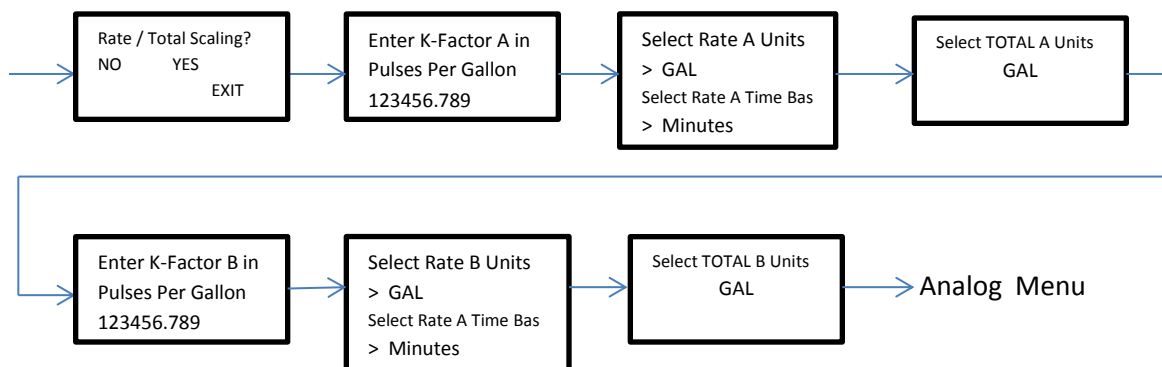 Rate / Total Scaling?
NO YES
EXIT
Enter K-Factor A in
Pulses Per Gallon
123456.789
Select Rate A Units
> GAL
Select Rate A Time Bas
> Minutes
Select TOTAL A Units
GAL
Enter K-Factor B in
Pulses Per Gallon
123456.789
Select Rate B Units
> GAL
Select Rate A Time Bas
> Minutes
Select TOTAL B Units
GAL
Analog Menu